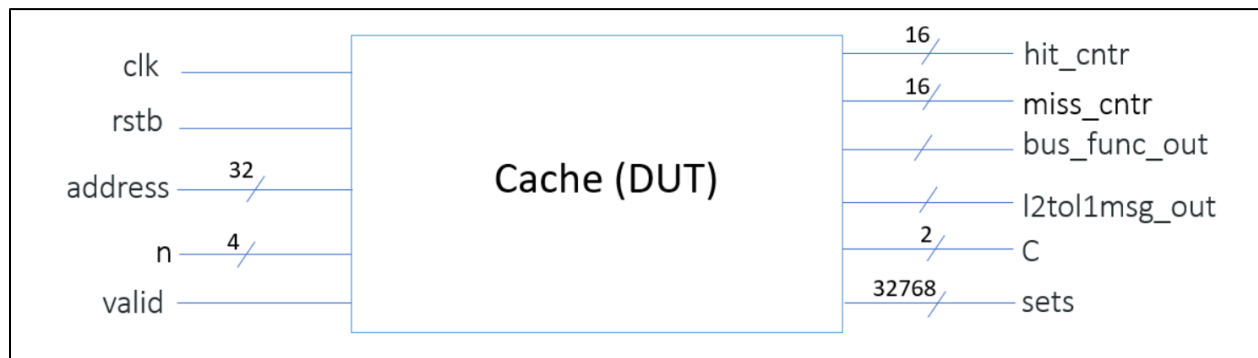 clk
rstb
32
address
4
n
valid
Cache (DUT)
16
hit_cntr
16
miss_cntr
bus_func_out
l2tol1msg_out
2
C
32768
sets